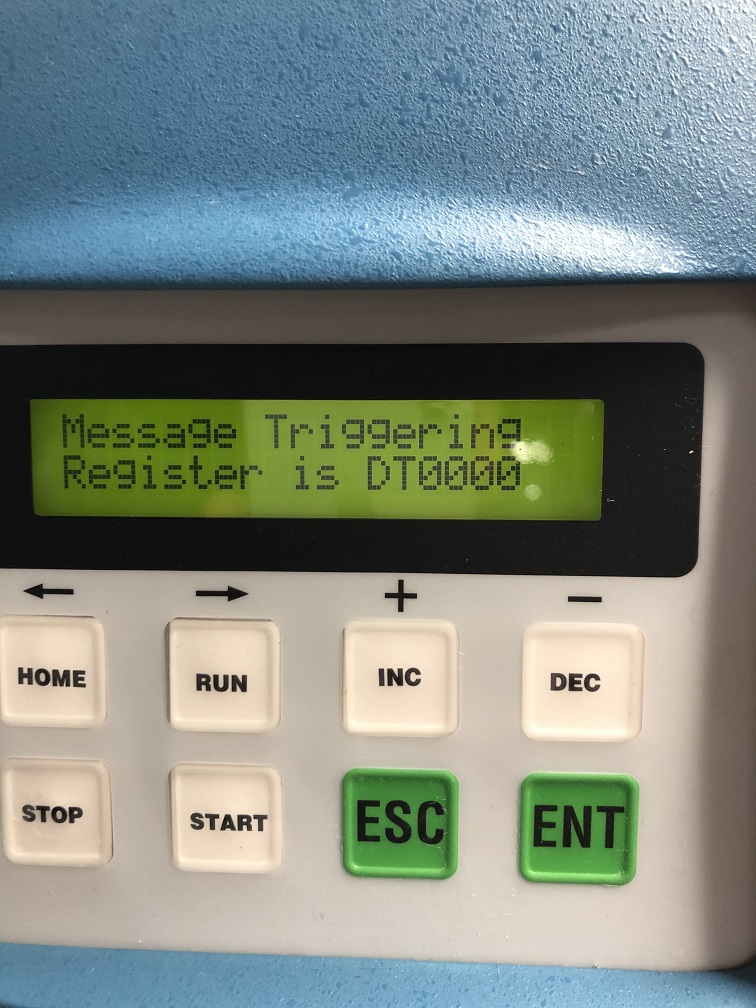 Message Triggering
Register is DT0000
← → + −
HOME RUN INC DEC
STOP START ESC ENT